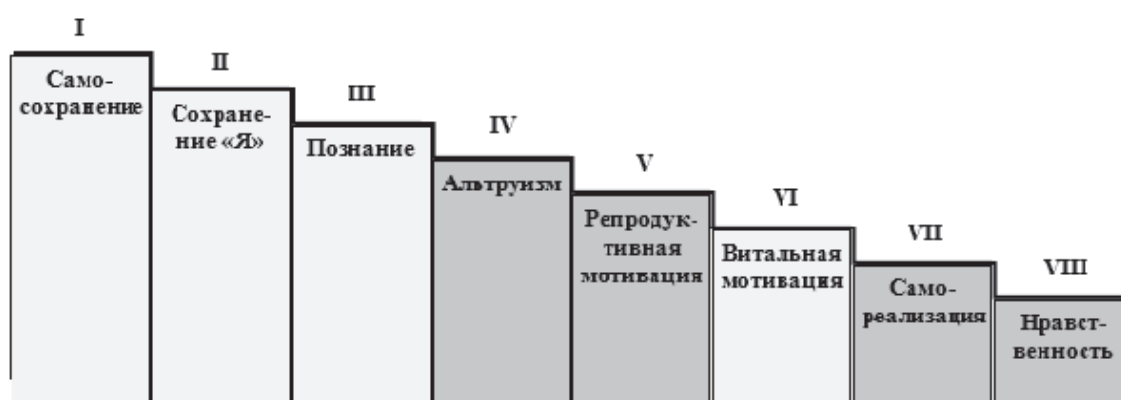 I
Само-
сохранение
II
Сохране-
ние «Я»
III
Познание
IV
Альтруизм
V
Репродук-
тивная
мотивация
VI
Витальная
мотивация
VII
Само-
реализация
VIII
Нравст-
венность